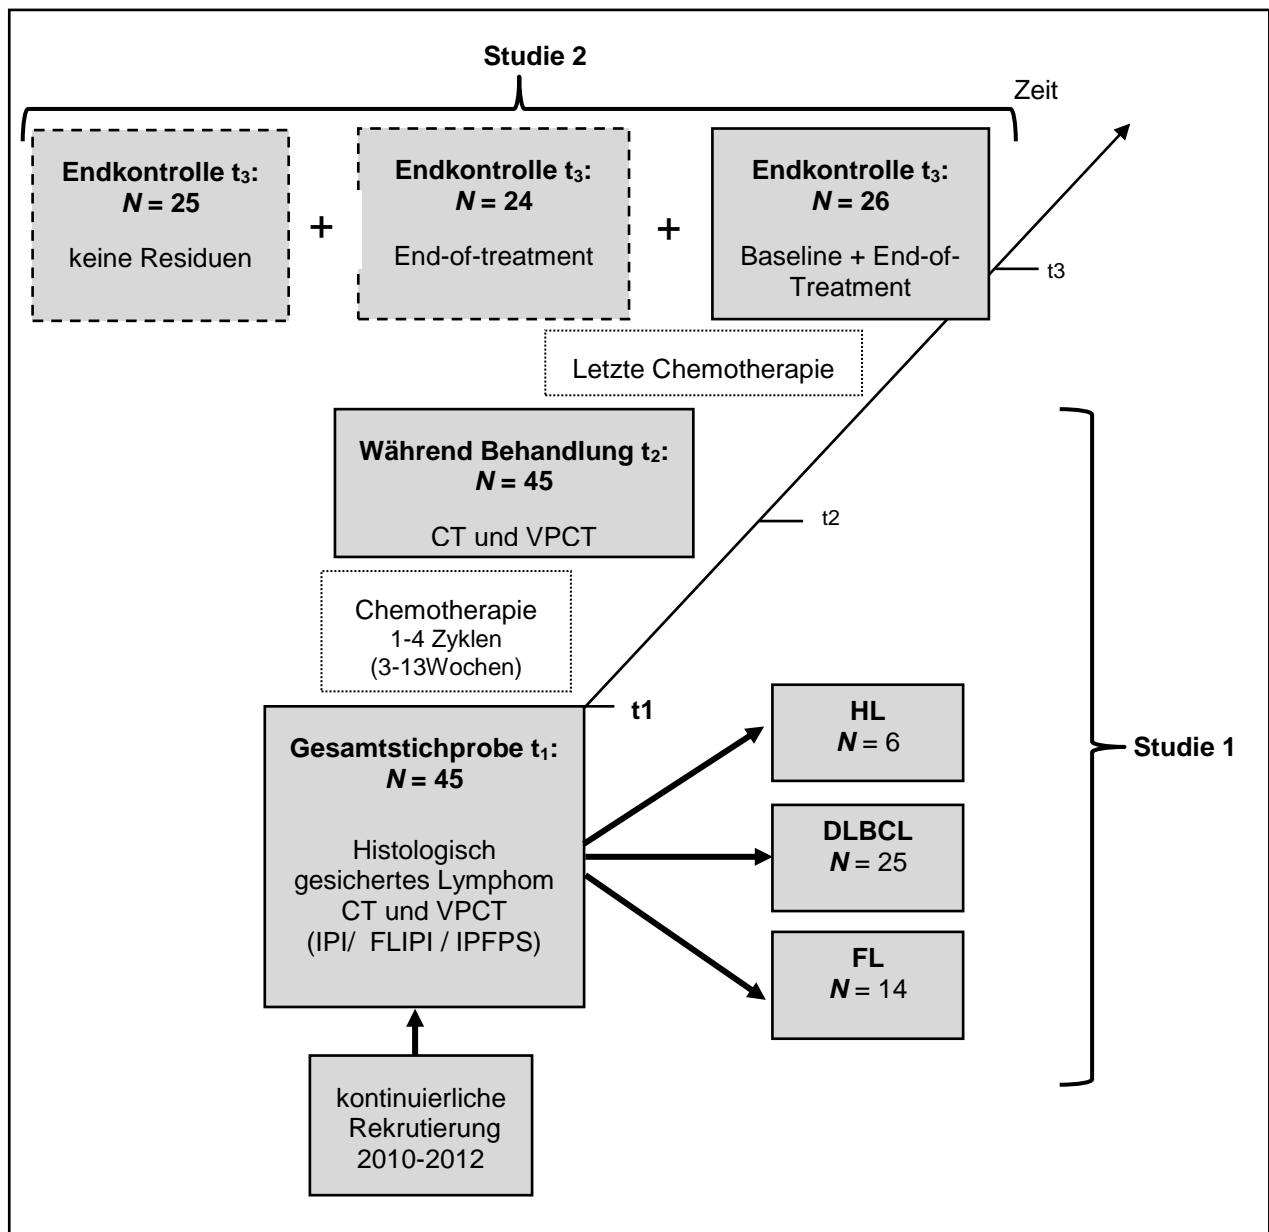 Studie 2
Zeit
Endkontrolle t₃:
N = 25
keine Residuen
+
Endkontrolle t₃:
N = 24
End-of-treatment
+
Endkontrolle t₃:
N = 26
Baseline + End-of-
Treatment
t3
Letzte Chemotherapie
Während Behandlung t₂:
N = 45
CT und VPCT
t2
Chemotherapie
1-4 Zyklen
(3-13Wochen)
t1
Gesamtstichprobe t₁:
N = 45
Histologisch
gesichertes Lymphom
CT und VPCT
(IPI/ FLIPI / IPFPS)
HL
N = 6
DLBCL
N = 25
FL
N = 14
Studie 1
kontinuierliche
Rekrutierung
2010-2012